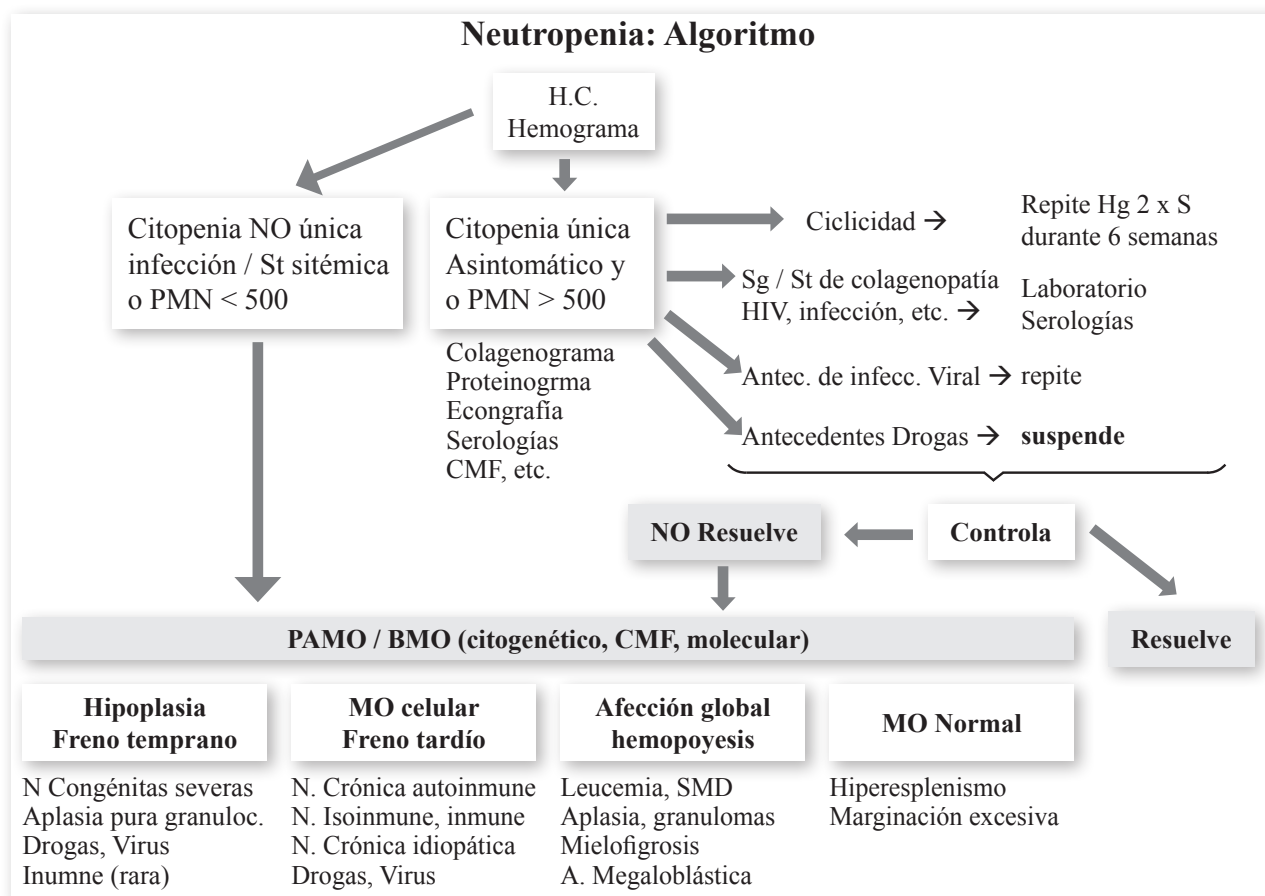 Neutropenia: Algoritmo
H.C.
Hemograma
Citopenia NO única
infección / St sitémica
o PMN < 500
Citopenia única
Asintomático y
o PMN > 500
Colagenograma
Proteinogrma
Econgrafía
Serologías
CMF, etc.
Ciclicidad →
Repite Hg 2 x S
durante 6 semanas
Sg / St de colagenopatía
HIV, infección, etc. →
Laboratorio
Serologías
Antec. de infecc. Viral → repite
Antecedentes Drogas → suspende
NO Resuelve
Controla
Resuelve
PAMO / BMO (citogenético, CMF, molecular)
Hipoplasia
Freno temprano
N Congénitas severas
Aplasia pura granuloc.
Drogas, Virus
Inumne (rara)
MO celular
Freno tardío
N. Crónica autoinmune
N. Isoinmune, inmune
N. Crónica idiopática
Drogas, Virus
Afección global
hemopoyesis
Leucemia, SMD
Aplasia, granulomas
Mielofigrosis
A. Megaloblástica
MO Normal
Hiperesplenismo
Marginación excesiva